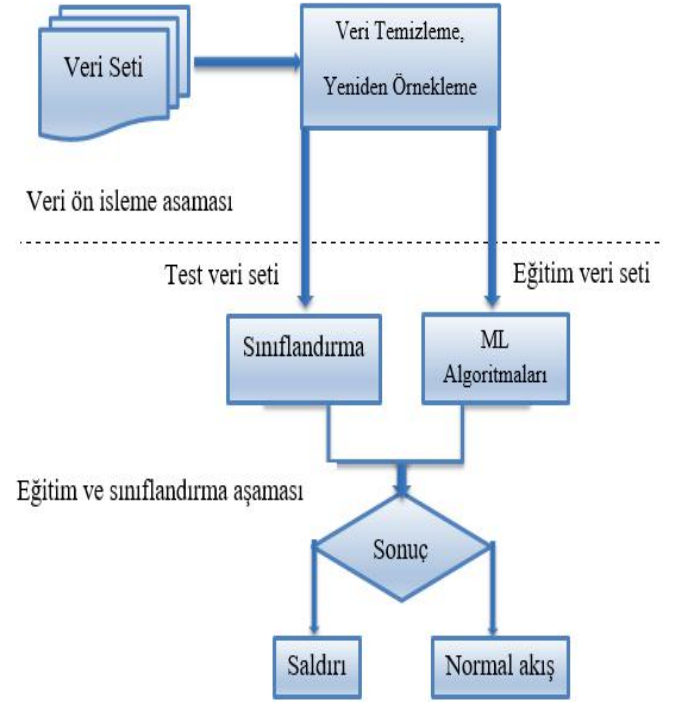 Veri Seti
Veri Temizleme,
Yeniden Örnekleme
Veri ön isleme asaması
Test veri seti
Eğitim veri seti
Sınıflandırma
ML
Algoritmaları
Eğitim ve sınıflandırma aşaması
Sonuç
Saldırı
Normal akış